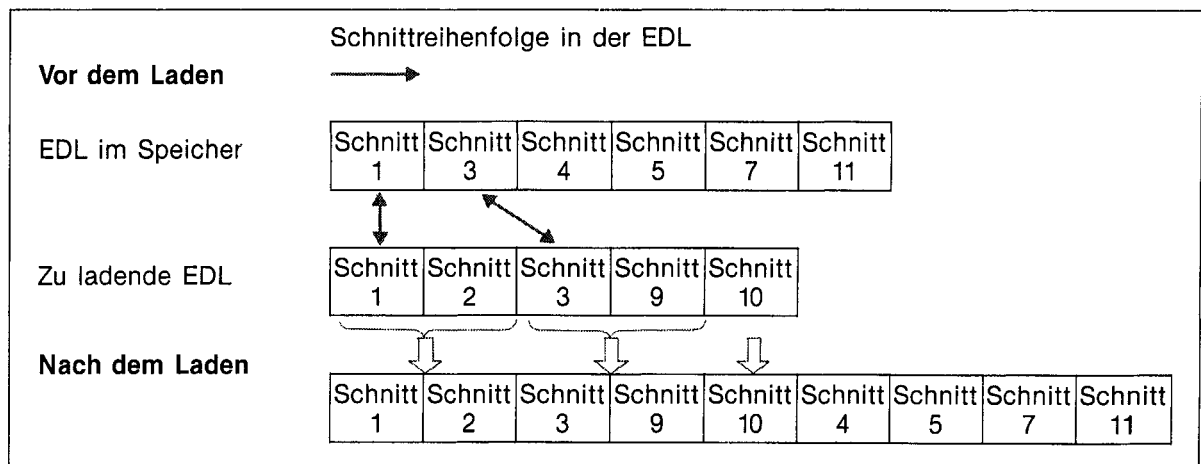 Schnittreihenfolge in der EDL
Vor dem Laden
EDL im Speicher
Schnitt Schnitt Schnitt Schnitt Schnitt Schnitt
1 3 4 5 7 11
Zu ladende EDL
Schnitt Schnitt Schnitt Schnitt Schnitt
1 2 3 9 10
Nach dem Laden
Schnitt Schnitt Schnitt Schnitt Schnitt Schnitt Schnitt Schnitt Schnitt
1 2 3 9 10 4 5 7 11